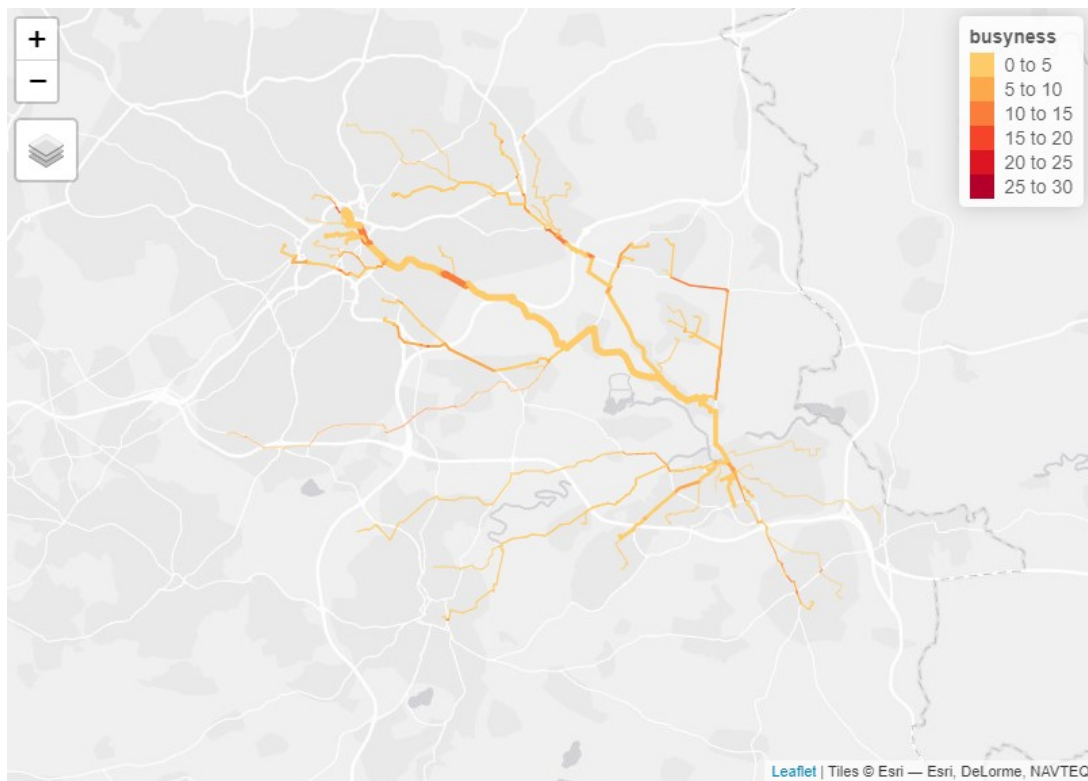 +
−
busyness
0 to 5
5 to 10
10 to 15
15 to 20
20 to 25
25 to 30
Leaflet | Tiles © Esri — Esri, DeLorme, NAVTEQ